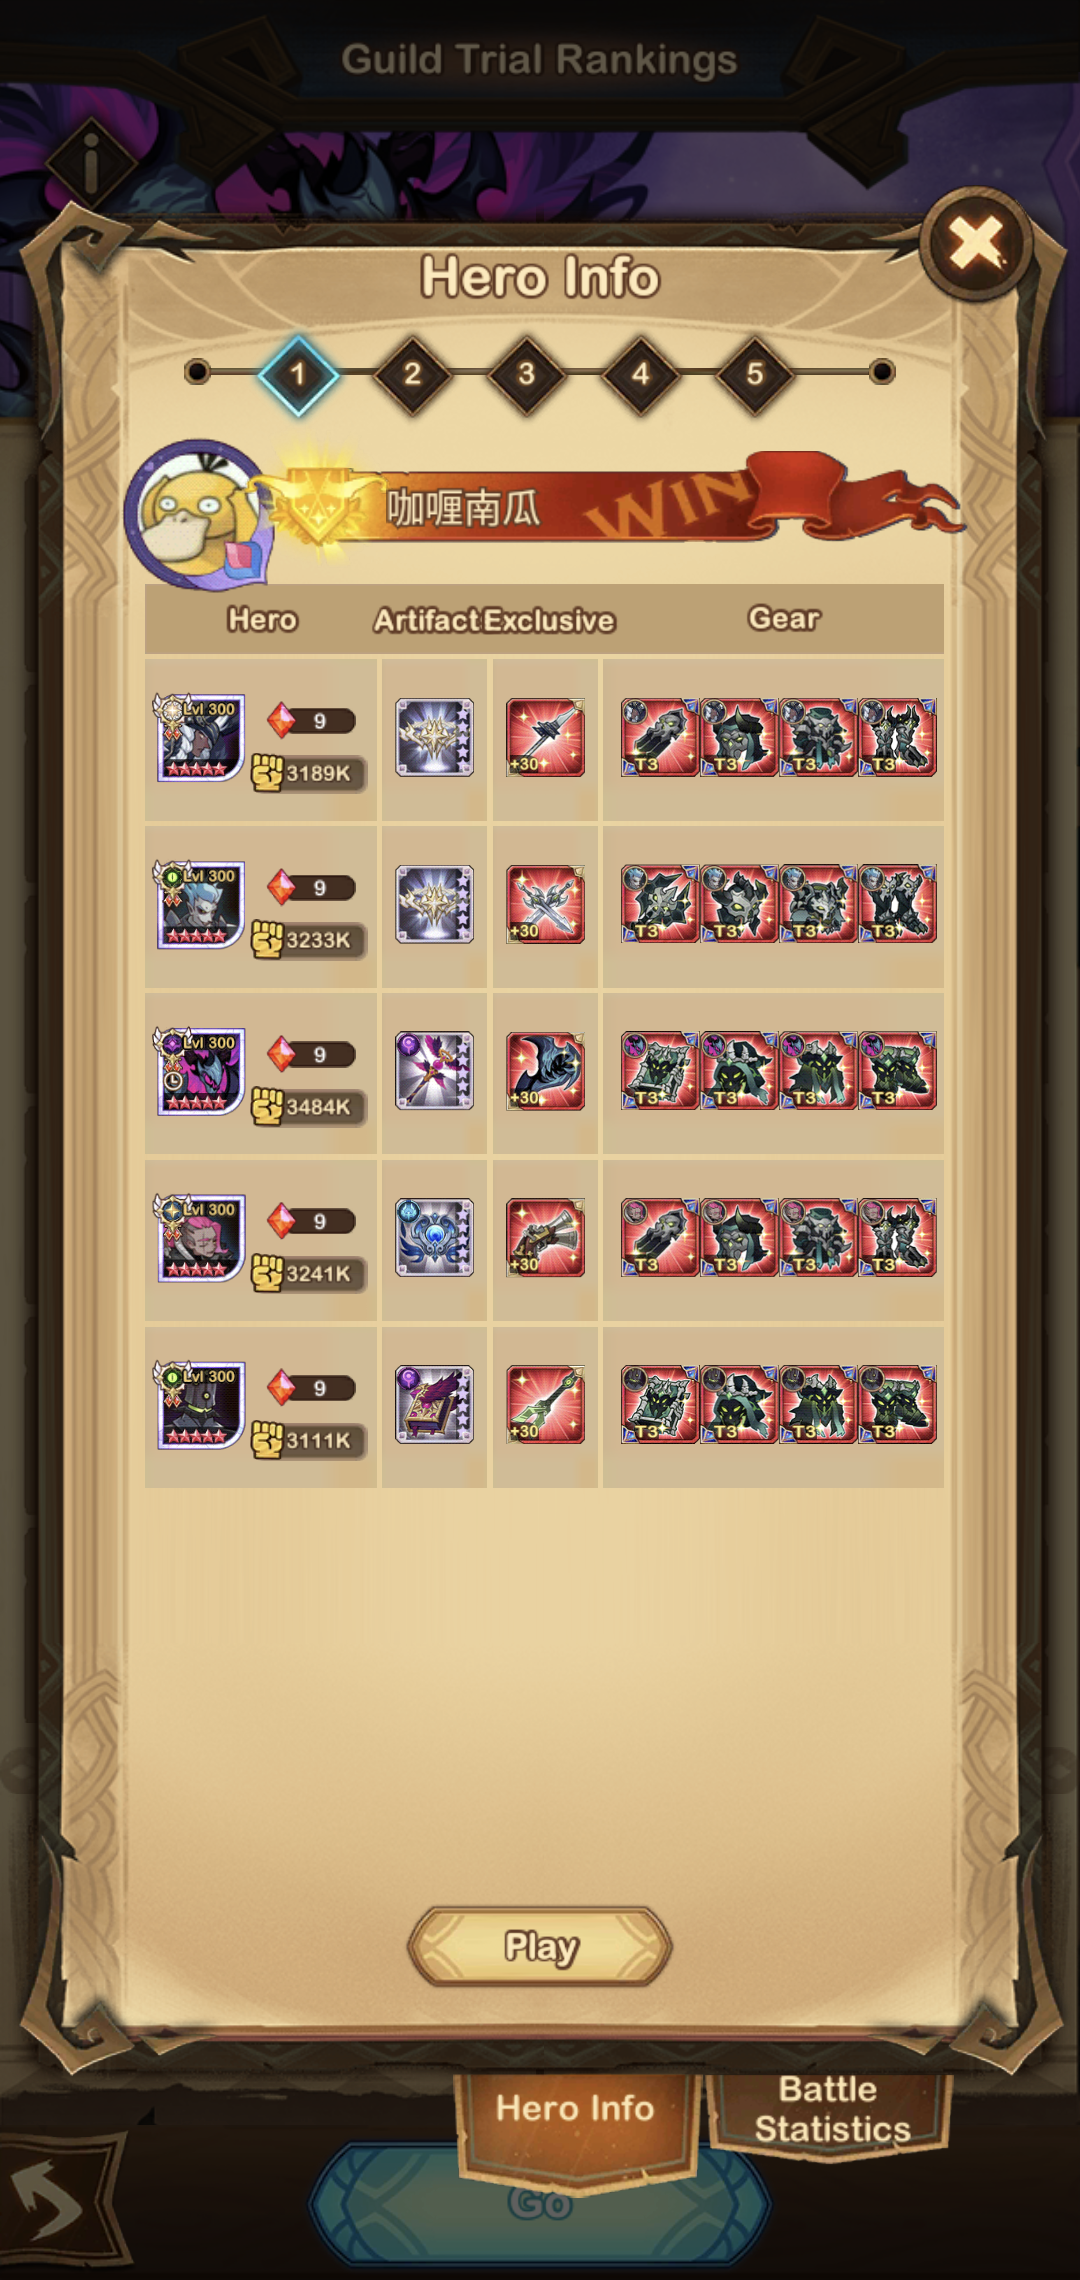 Guild Trial Rankings
Hero Info
1 2 3 4 5
咖喱南瓜 WIN
Hero Artifact Exclusive Gear
Lvl 300 9
3189K +30 T3 T3 T3 T3
Lvl 300 9
3233K +30 T3 T3 T3 T3
Lvl 300 9
3484K +30 T3 T3 T3 T3
Lvl 300 9
3241K +30 T3 T3 T3 T3
Lvl 300 9
3111K +30 T3 T3 T3 T3
Play
Hero Info
Battle
Statistics
Go